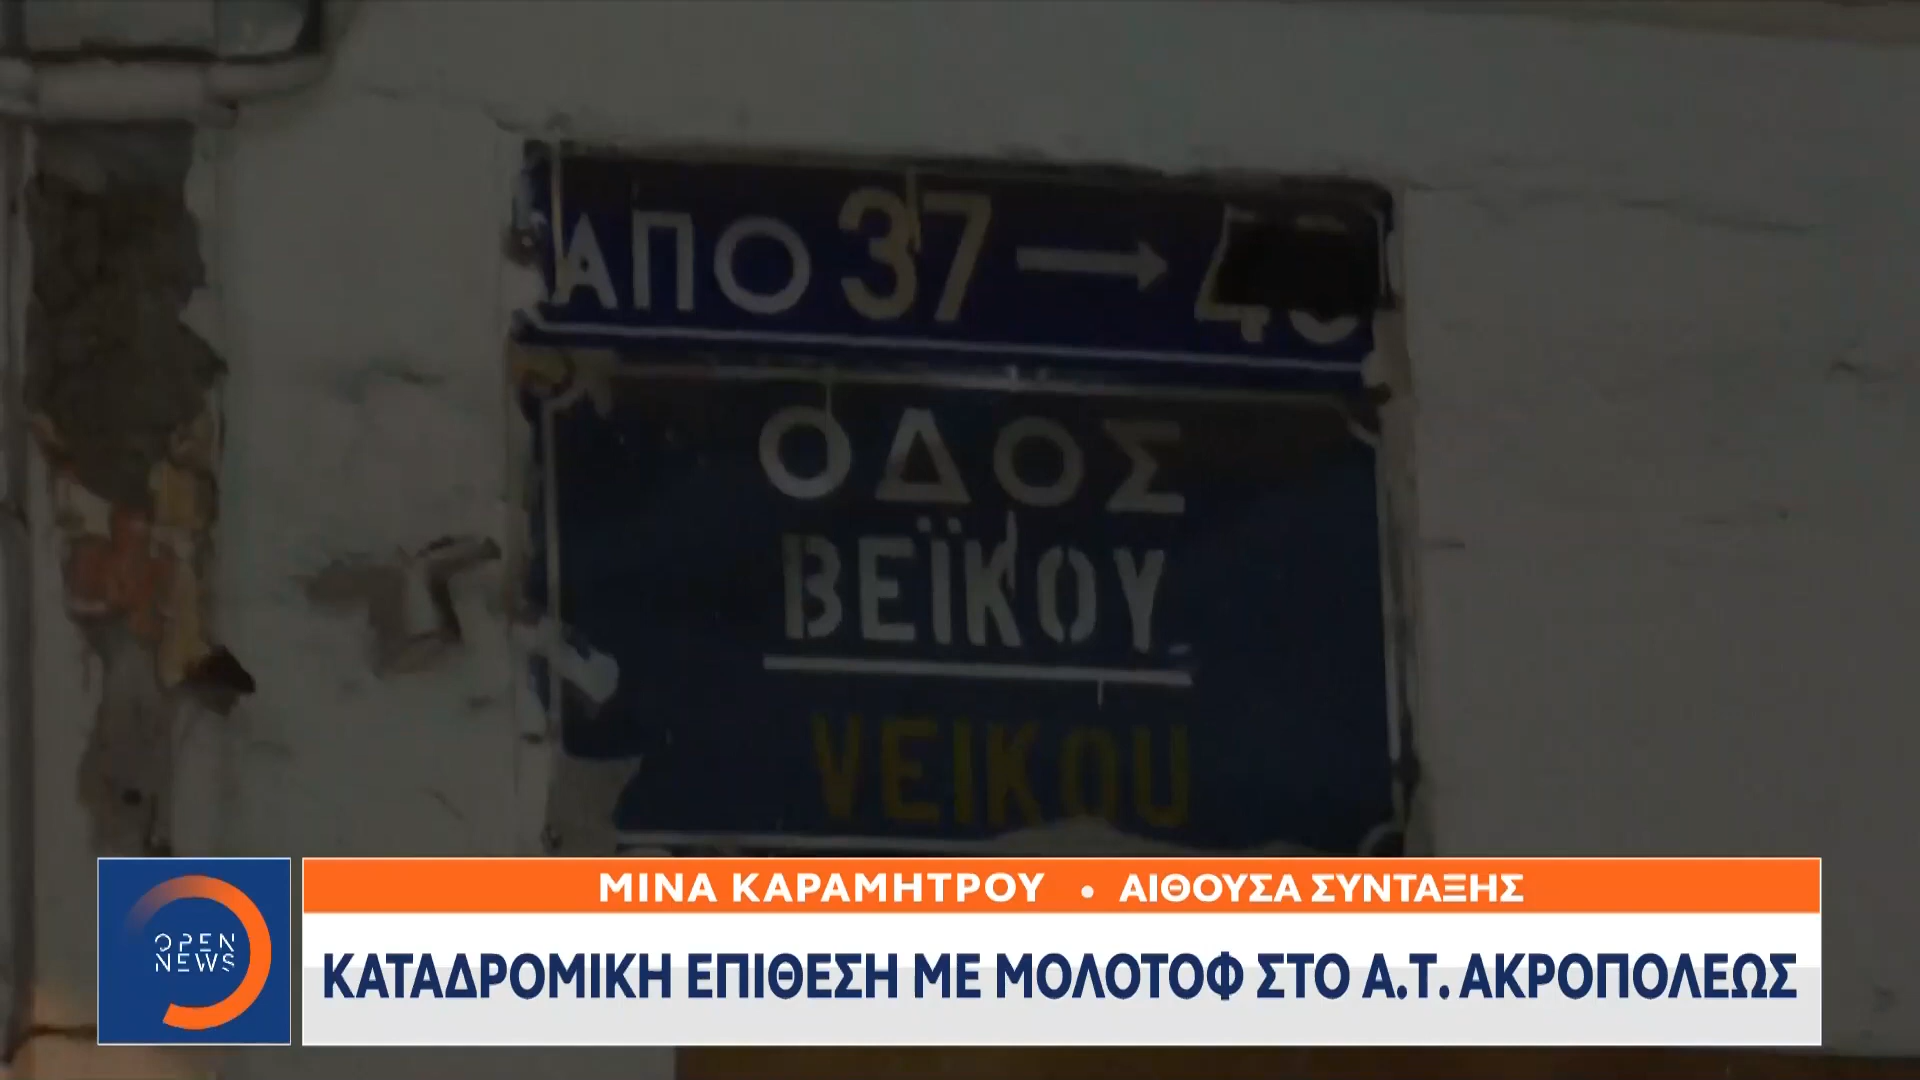 ΑΠΟ 37 →
ΟΔΟΣ
ΒΕΪΚΟΥ
VEIKOU
ΜΙΝΑ ΚΑΡΑΜΗΤΡΟΥ • ΑΙΘΟΥΣΑ ΣΥΝΤΑΞΗΣ
OPEN
NEWS
ΚΑΤΑΔΡΟΜΙΚΗ ΕΠΙΘΕΣΗ ΜΕ ΜΟΛΟΤΟΦ ΣΤΟ Α.Τ. ΑΚΡΟΠΟΛΕΩΣ